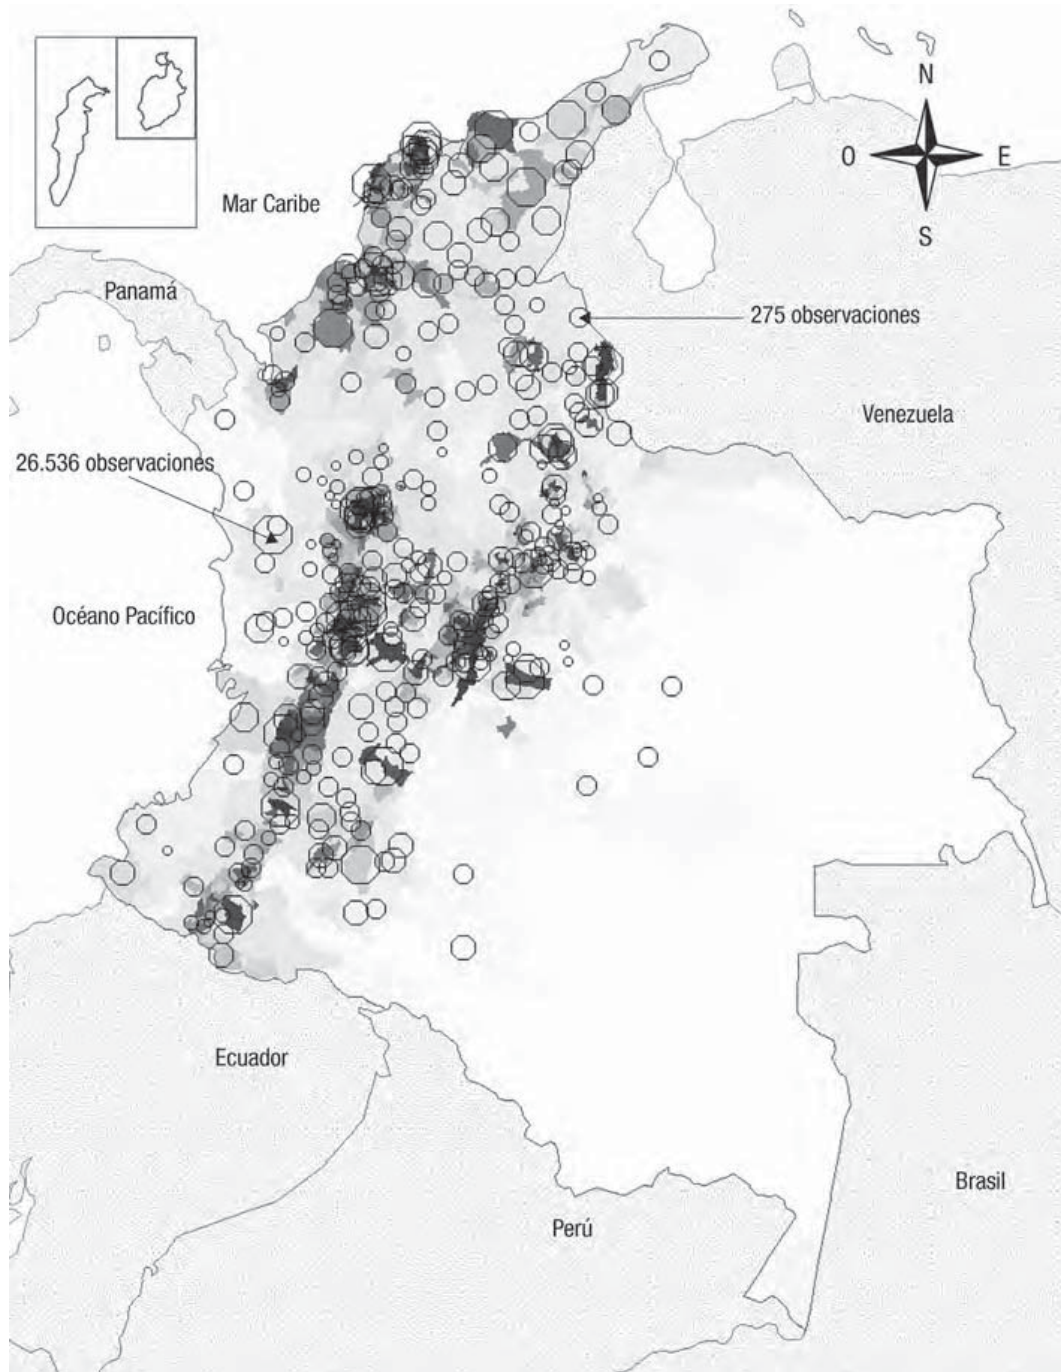 N
O
E
S
Mar Caribe
Panamá
275 observaciones
Venezuela
26.536 observaciones
Océano Pacífico
Ecuador
Perú
Brasil